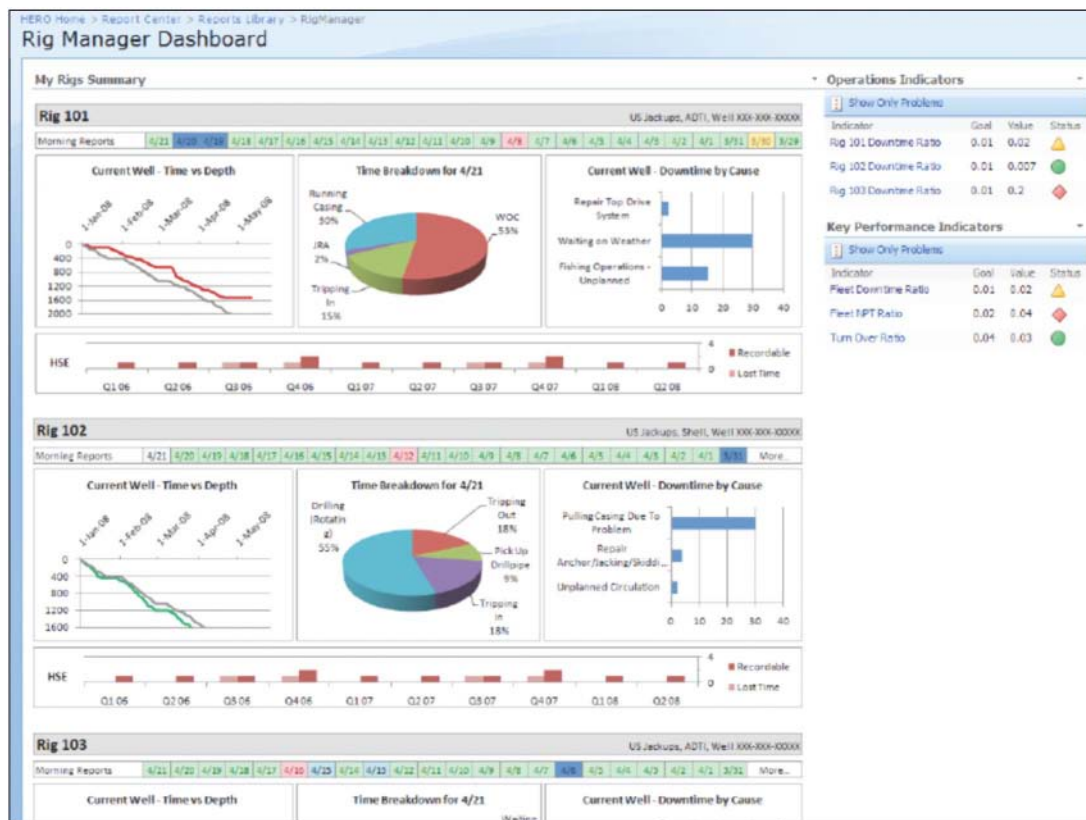 HERO Home > Report Center > Reports Library > RigManager
Rig Manager Dashboard
My Rigs Summary
Rig 101
US Jackups, ADTI, Well XXX-XXX-XXXXX
Morning Reports 4/21 4/20 4/19 4/18 4/17 4/16 4/15 4/14 4/13 4/12 4/11 4/10 4/9 4/8 4/7 4/6 4/5 4/4 4/3 4/2 4/1 3/31 3/30 3/29
Current Well - Time vs Depth
1-Jan-08 1-Feb-08 1-Mar-08 1-Apr-08 1-May-08
0
400
800
1200
1600
2000
Time Breakdown for 4/21
Running
Casing
30%
WOC
53%
JRA
2%
Tripping
In
15%
Current Well - Downtime by Cause
Repair Top Drive
System
Waiting on Weather
Fishing Operations -
Unplanned
0 10 20 30 40
HSE
4
0
Recordable
Lost Time
Q1 06 Q2 06 Q3 06 Q4 06 Q1 07 Q2 07 Q3 07 Q4 07 Q1 08 Q2 08
Rig 102
US Jackups, Shell, Well XXX-XXX-XXXXX
Morning Reports 4/21 4/20 4/19 4/18 4/17 4/16 4/15 4/14 4/13 4/12 4/11 4/10 4/9 4/8 4/7 4/6 4/5 4/4 4/3 4/2 4/1 3/31 More...
Current Well - Time vs Depth
1-Jan-08 1-Feb-08 1-Mar-08 1-Apr-08 1-May-08
0
400
800
1200
1600
Time Breakdown for 4/21
Drilling
(Rotatin
g)
55%
Tripping
Out
18%
Pick Up
Drillpipe
9%
Tripping
In
18%
Current Well - Downtime by Cause
Pulling Casing Due To
Problem
Repair
Anchor/Jacking/Skiddi...
Unplanned Circulation
0 10 20 30 40
HSE
4
0
Recordable
Lost Time
Q1 06 Q2 06 Q3 06 Q4 06 Q1 07 Q2 07 Q3 07 Q4 07 Q1 08 Q2 08
Rig 103
US Jackups, ADTI, Well XXX-XXX-XXXXX
Morning Reports 4/21 4/20 4/19 4/18 4/17 4/16 4/15 4/14 4/13 4/12 4/11 4/10 4/9 4/8 4/7 4/6 4/5 4/4 4/3 4/2 4/1 3/31 More...
Current Well - Time vs Depth
Time Breakdown for 4/21
Waiting
Current Well - Downtime by Cause
Operations Indicators
Show Only Problems
Indicator Goal Value Status
Rig 101 Downtime Ratio 0.01 0.02
Rig 102 Downtime Ratio 0.01 0.007
Rig 103 Downtime Ratio 0.01 0.2
Key Performance Indicators
Show Only Problems
Indicator Goal Value Status
Fleet Downtime Ratio 0.01 0.02
Fleet NPT Ratio 0.02 0.04
Turn Over Ratio 0.04 0.03